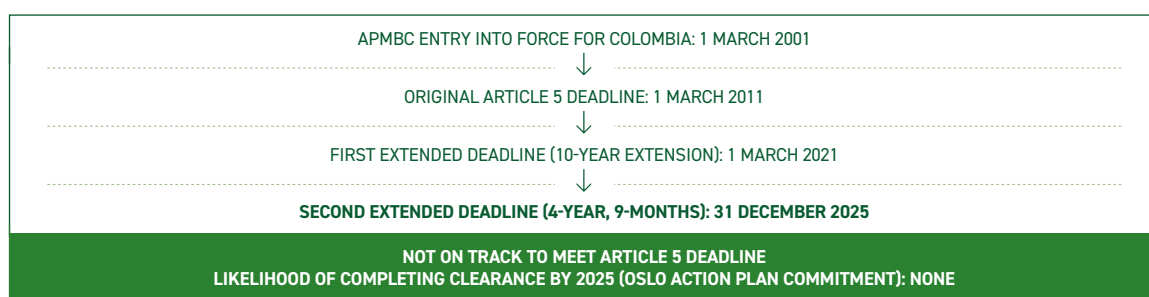 APMBC ENTRY INTO FORCE FOR COLOMBIA: 1 MARCH 2001
ORIGINAL ARTICLE 5 DEADLINE: 1 MARCH 2011
FIRST EXTENDED DEADLINE (10-YEAR EXTENSION): 1 MARCH 2021
SECOND EXTENDED DEADLINE (4-YEAR, 9-MONTHS): 31 DECEMBER 2025
NOT ON TRACK TO MEET ARTICLE 5 DEADLINE
LIKELIHOOD OF COMPLETING CLEARANCE BY 2025 (OSLO ACTION PLAN COMMITMENT): NONE